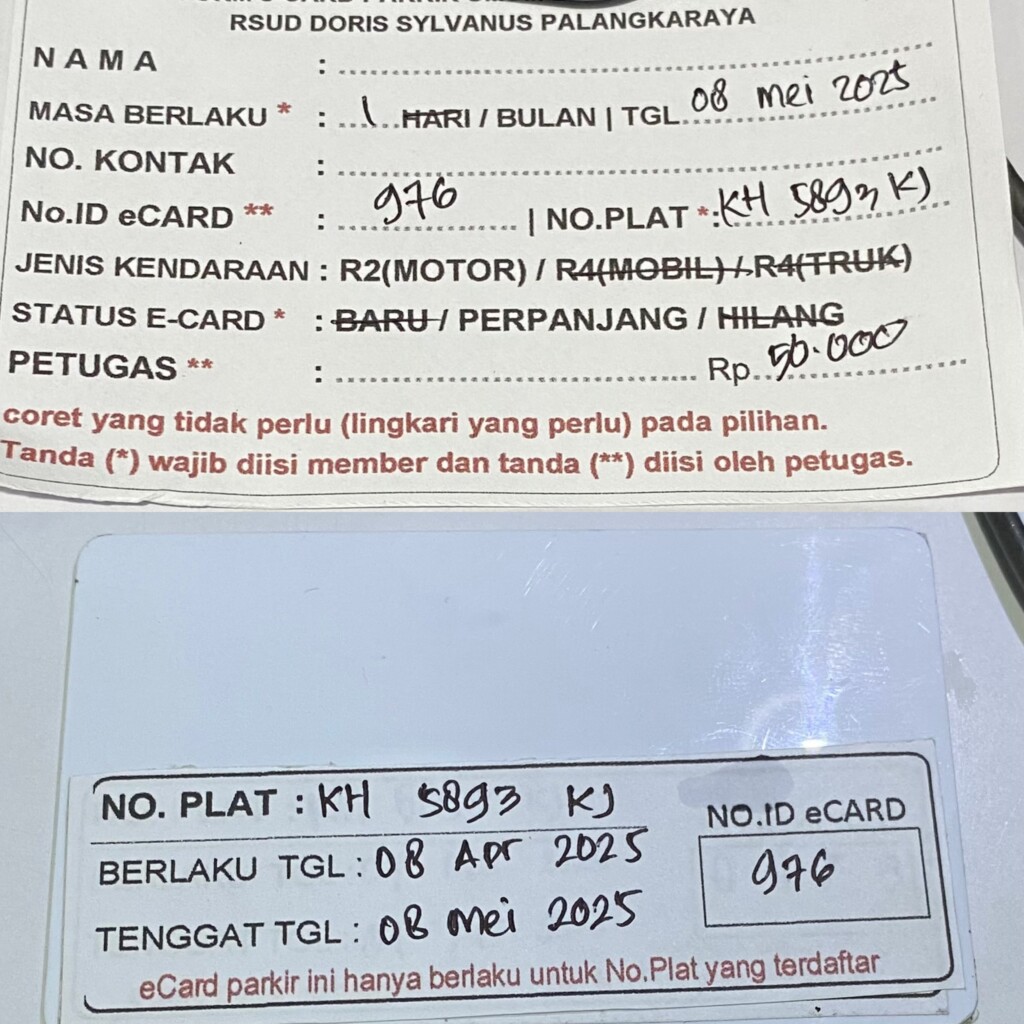 RSUD DORIS SYLVANUS PALANGKARAYA
NAMA :
MASA BERLAKU * : 1 HARI / BULAN | TGL. 08 mei 2025
NO. KONTAK :
No.ID eCARD ** : 976 | NO.PLAT *: KH 5893 KJ
JENIS KENDARAAN : R2(MOTOR) / R4(MOBIL) / R4(TRUK)
STATUS E-CARD * : BARU / PERPANJANG / HILANG
PETUGAS ** : Rp. 50.000
coret yang tidak perlu (lingkari yang perlu) pada pilihan.
Tanda (*) wajib diisi member dan tanda (**) diisi oleh petugas.
NO. PLAT : KH 5893 KJ
BERLAKU TGL : 08 Apr 2025
TENGGAT TGL : 08 Mei 2025
NO.ID eCARD
976
eCard parkir ini hanya berlaku untuk No.Plat yang terdaftar